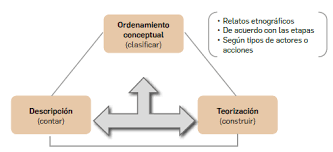 Ordenamiento
conceptual
(clasificar)
• Relatos etnográficos
• De acuerdo con las etapas
• Según tipos de actores o
acciones
Descripción
(contar)
Teorización
(construir)